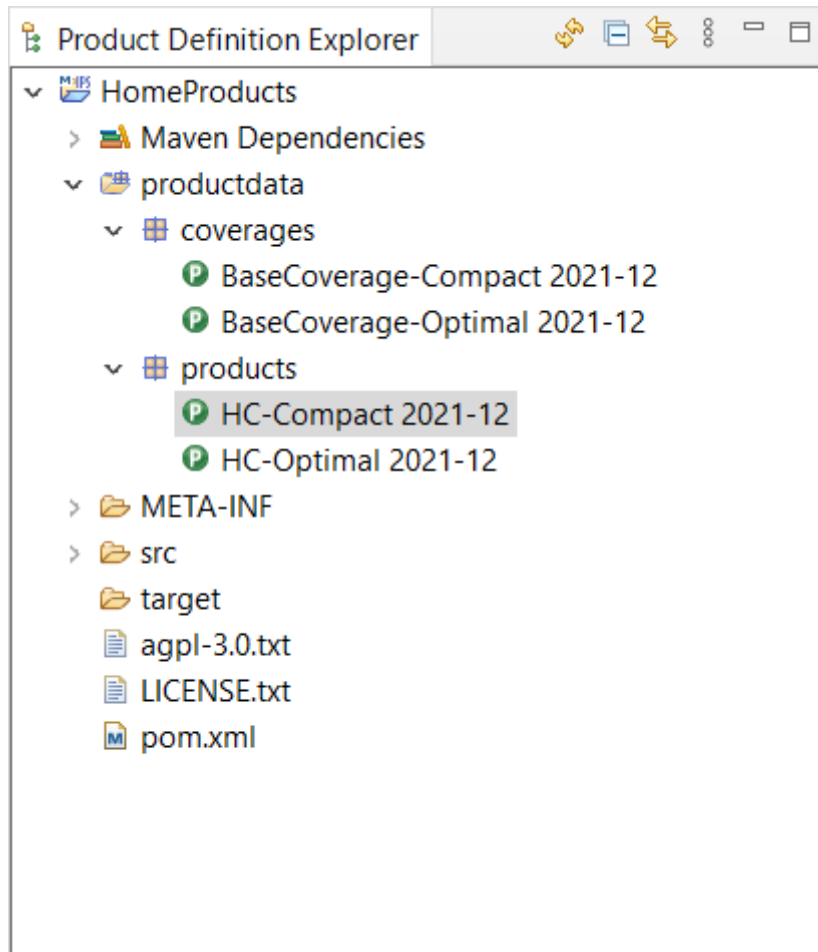 Product Definition Explorer
HomeProducts
Maven Dependencies
productdata
coverages
BaseCoverage-Compact 2021-12
BaseCoverage-Optimal 2021-12
products
HC-Compact 2021-12
HC-Optimal 2021-12
META-INF
src
target
agpl-3.0.txt
LICENSE.txt
pom.xml